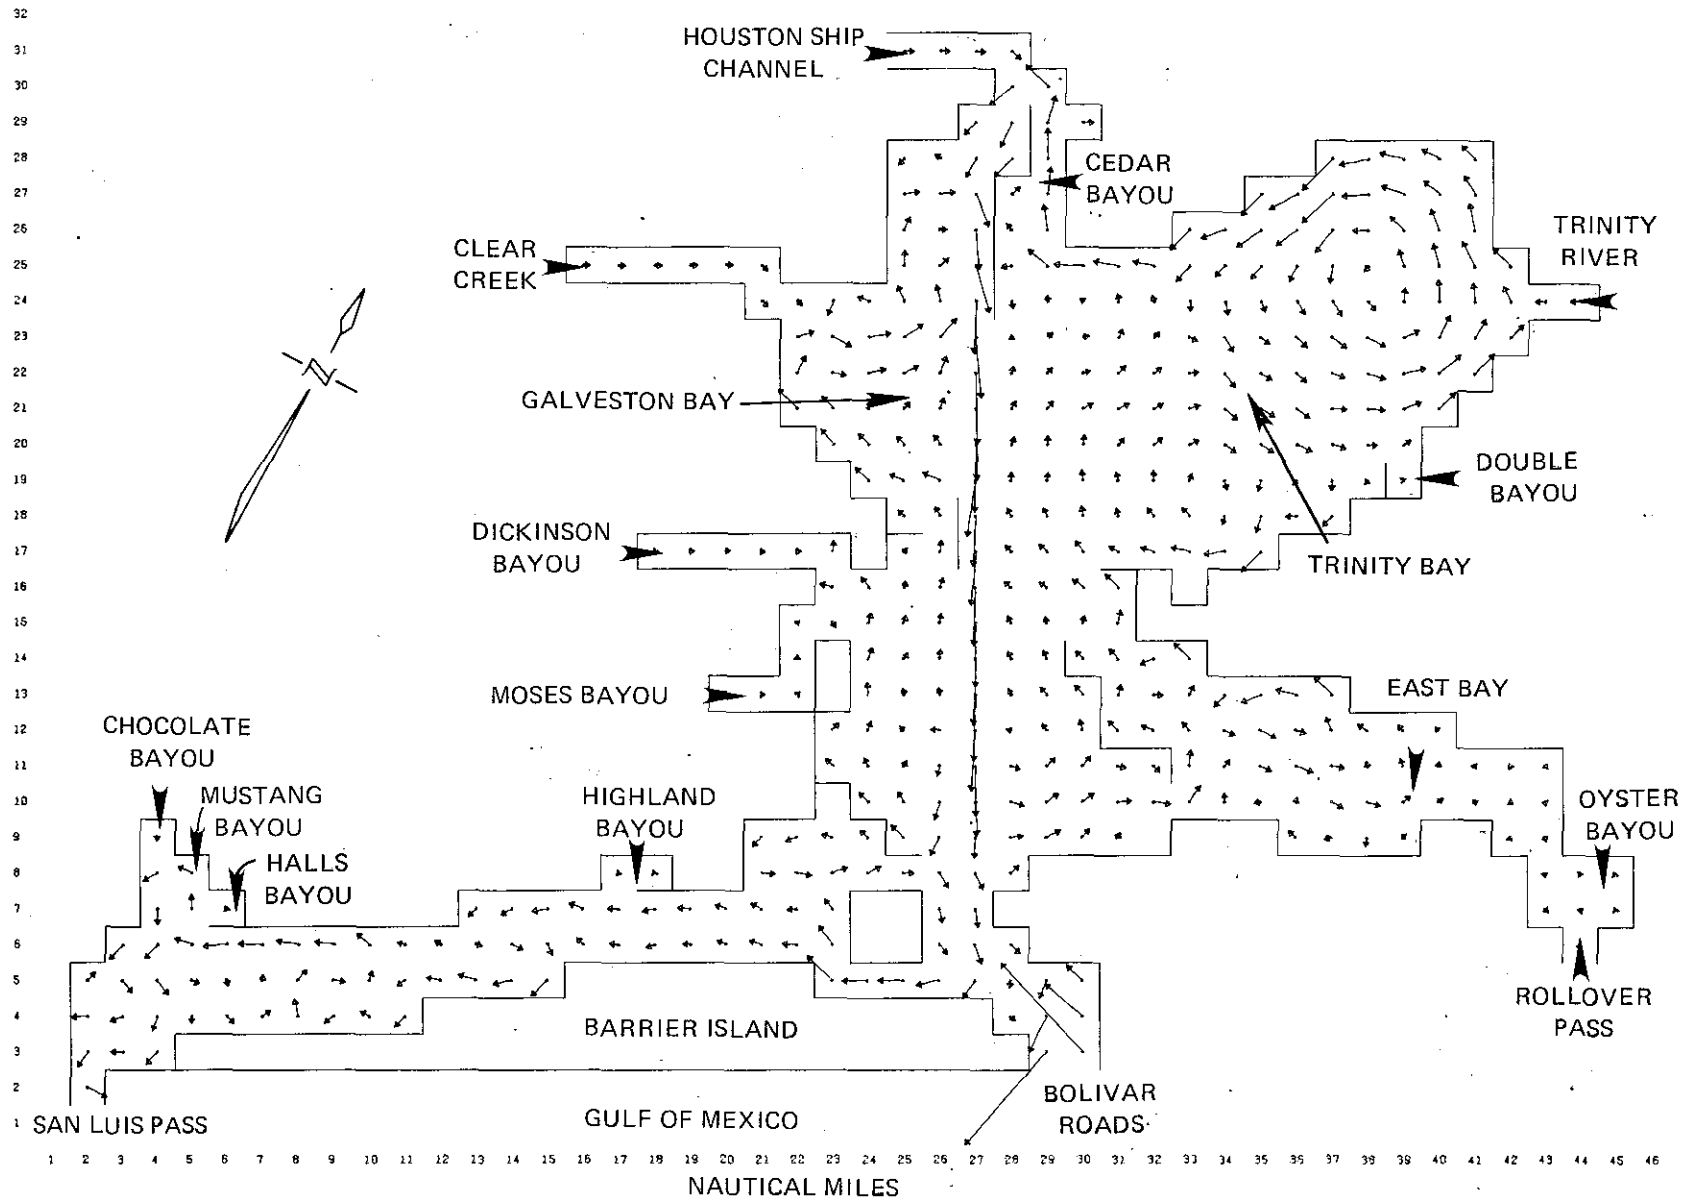 32
31
30
29
28
27
26
25
24
23
22
21
20
19
18
17
16
15
14
13
12
11
10
9
8
7
6
5
4
3
2
1
HOUSTON SHIP
CHANNEL
CEDAR
BAYOU
CLEAR
CREEK
TRINITY
RIVER
N
GALVESTON BAY
DOUBLE
BAYOU
DICKINSON
BAYOU
TRINITY BAY
MOSES BAYOU
EAST BAY
CHOCOLATE
BAYOU
MUSTANG
BAYOU
HIGHLAND
BAYOU
OYSTER
BAYOU
HALLS
BAYOU
ROLLOVER
PASS
BARRIER ISLAND
BOLIVAR
ROADS
SAN LUIS PASS
GULF OF MEXICO
1 2 3 4 5 6 7 8 9 10 11 12 13 14 15 16 17 18 19 20 21 22 23 24 25 26 27 28 29 30 31 32 33 34 35 36 37 38 39 40 41 42 43 44 45 46
NAUTICAL MILES